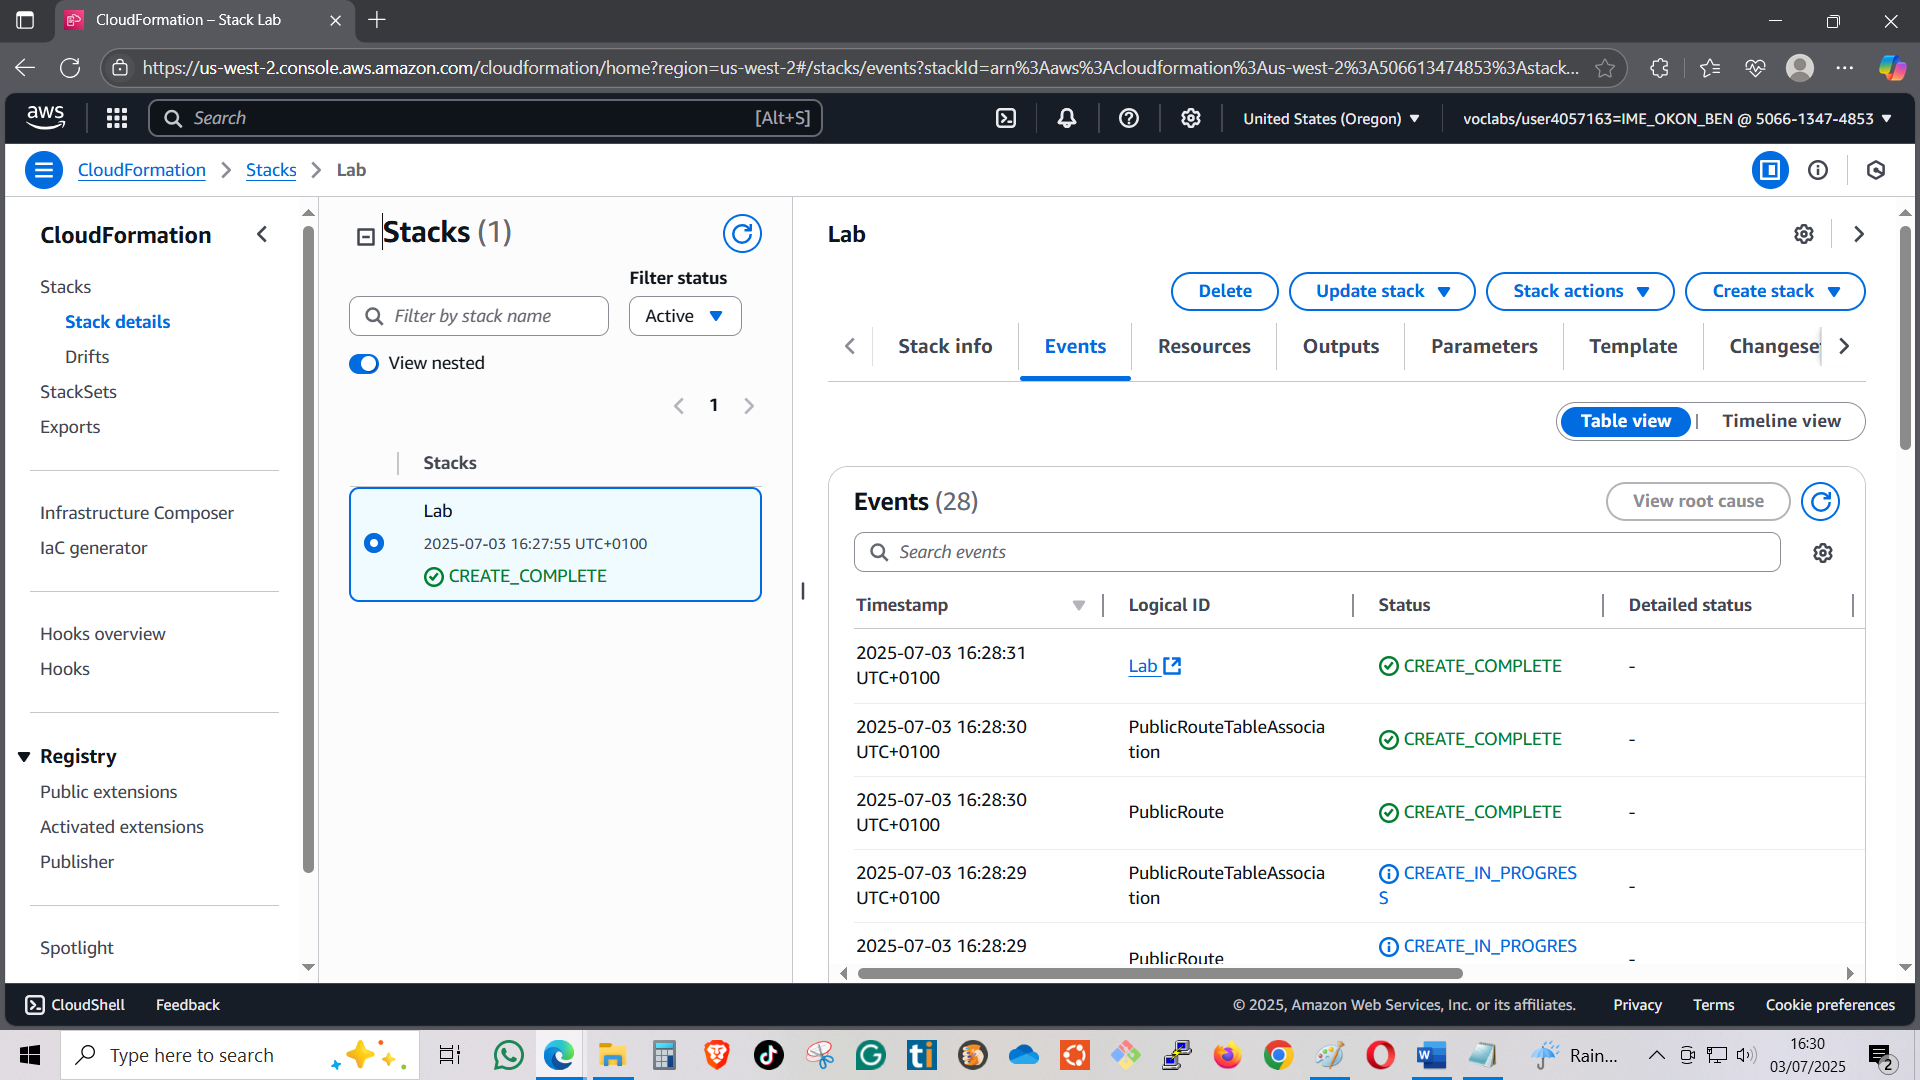 CloudFormation – Stack Lab
https://us-west-2.console.aws.amazon.com/cloudformation/home?region=us-west-2#/stacks/events?stackId=arn%3Aaws%3Acloudformation%3Aus-west-2%3A506613474853%3Astack...
aws
Search
[Alt+S]
United States (Oregon)
voclabs/user4057163=IME_OKON_BEN @ 5066-1347-4853
CloudFormation
Stacks
Lab
CloudFormation
Stacks
Stack details
Drifts
StackSets
Exports
Infrastructure Composer
IaC generator
Hooks overview
Hooks
Registry
Public extensions
Activated extensions
Publisher
Spotlight
Stacks (1)
Filter status
Filter by stack name
Active
View nested
1
Stacks
Lab
2025-07-03 16:27:55 UTC+0100
CREATE_COMPLETE
Lab
Delete
Update stack
Stack actions
Create stack
Stack info
Events
Resources
Outputs
Parameters
Template
Changese
Table view
Timeline view
Events (28)
View root cause
Search events
Timestamp
Logical ID
Status
Detailed status
2025-07-03 16:28:31
UTC+0100
Lab
CREATE_COMPLETE
-
2025-07-03 16:28:30
UTC+0100
PublicRouteTableAssocia
tion
CREATE_COMPLETE
-
2025-07-03 16:28:30
UTC+0100
PublicRoute
CREATE_COMPLETE
-
2025-07-03 16:28:29
UTC+0100
PublicRouteTableAssocia
tion
CREATE_IN_PROGRES
S
-
2025-07-03 16:28:29
PublicRoute
CREATE_IN_PROGRES
-
CloudShell
Feedback
© 2025, Amazon Web Services, Inc. or its affiliates.
Privacy
Terms
Cookie preferences
Type here to search
Rain...
16:30
03/07/2025
2